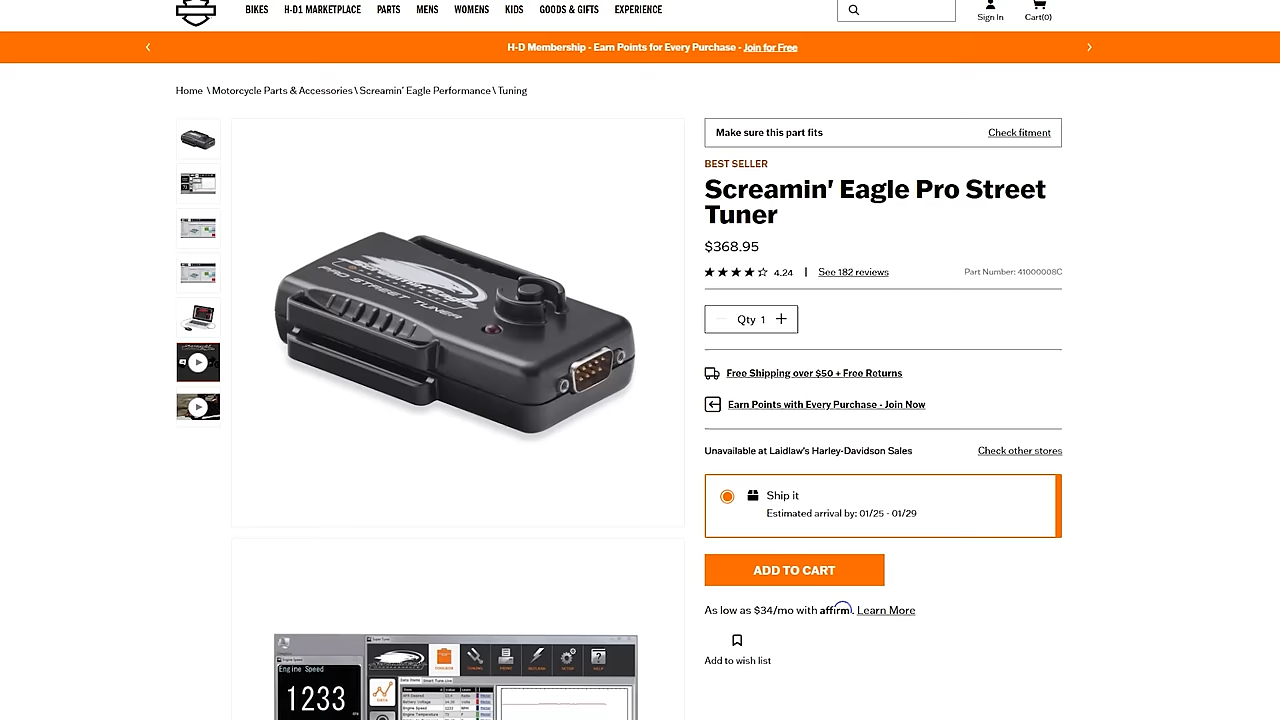 BIKES H-D1 MARKETPLACE PARTS MENS WOMENS KIDS GOODS & GIFTS EXPERIENCE
Sign In Cart(0)
H-D Membership - Earn Points for Every Purchase - Join for Free
Home \ Motorcycle Parts & Accessories \ Screamin' Eagle Performance \ Tuning
Make sure this part fits Check fitment
BEST SELLER
Screamin' Eagle Pro Street
Tuner
$368.95
4.24 | See 182 reviews Part Number: 41000008C
Qty 1
Free Shipping over $50 + Free Returns
Earn Points with Every Purchase - Join Now
Unavailable at Laidlaw's Harley-Davidson Sales Check other stores
Ship it
Estimated arrival by: 01/25 - 01/29
ADD TO CART
As low as $34/mo with affirm. Learn More
Add to wish list
Screamin' Eagle
PRO STREET TUNER
Engine Speed
1233